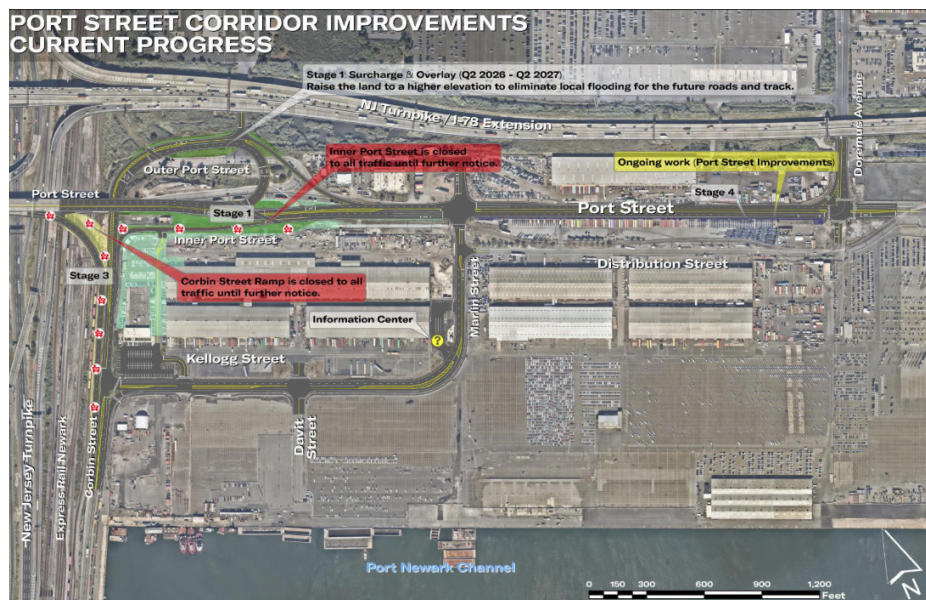 PORT STREET CORRIDOR IMPROVEMENTS
CURRENT PROGRESS
Stage 1: Surcharge & Overlay (Q2 2026 - Q2 2027)
Raise the land to a higher elevation to eliminate local flooding for the future roads and track.
NJ Turnpike / I-78 Extension
Doremus Avenue
Inner Port Street is closed
to all traffic until further notice.
Ongoing work (Port Street Improvements)
Outer Port Street
Port Street
Stage 4
Stage 1
Port Street
Inner Port Street
Stage 3
Distribution Street
Corbin Street Ramp is closed to all
traffic until further notice.
Marlin Street
Information Center
?
Kellogg Street
New Jersey Turnpike
Express Rail Newark
Corbin Street
Davit
Street
Port Newark Channel
N
0 150 300 600 900 1,200
Feet